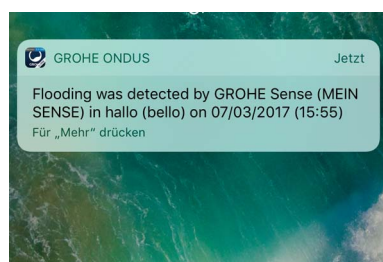 GROHE ONDUS
Jetzt
Flooding was detected by GROHE Sense (MEIN
SENSE) in hallo (bello) on 07/03/2017 (15:55)
Für „Mehr“ drücken